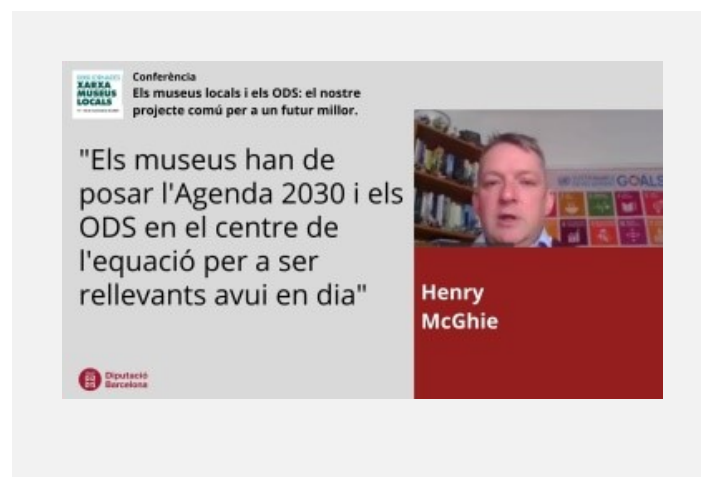 XARXA
MUSEUS
LOCALS
Conferència
Els museus locals i els ODS: el nostre
projecte comú per a un futur millor.
"Els museus han de
posar l'Agenda 2030 i els
ODS en el centre de
l'equació per a ser
rellevants avui en dia"
GOALS
Henry
McGhie
Diputació
Barcelona